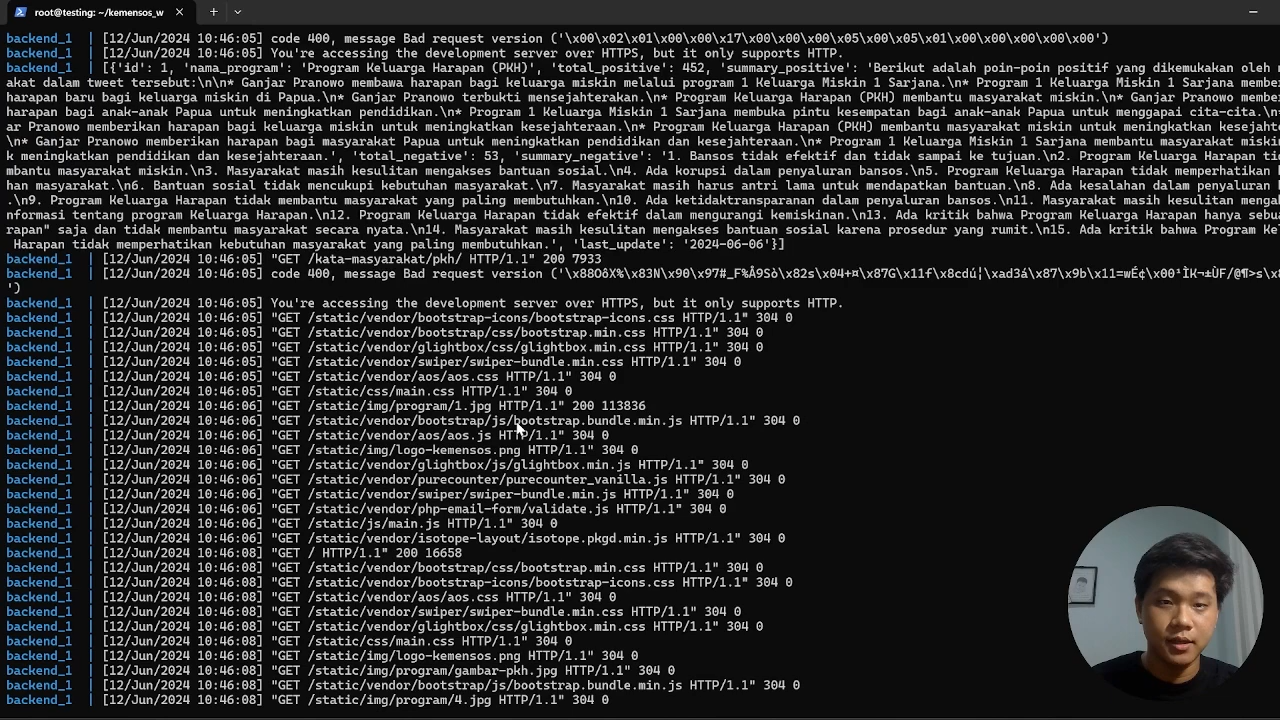 root@testing: ~/kemensos_w
backend_1 | [12/Jun/2024 10:46:05] code 400, message Bad request version ('\x00\x02\x01\x00\x00\x17\x00\x00\x00\x05\x00\x05\x01\x00\x00\x00\x00\x00')
backend_1 | [12/Jun/2024 10:46:05] You're accessing the development server over HTTPS, but it only supports HTTP.
backend_1 | [12/Jun/2024 10:46:05] [{'id': 1, 'nama_program': 'Program Keluarga Harapan (PKH)', 'total_positive': 452, 'summary_positive': 'Berikut adalah poin-poin positif yang dikemukakan oleh
akat dalam tweet tersebut:\n\n* Ganjar Pranowo membawa harapan bagi keluarga miskin melalui program 1 Keluarga Miskin 1 Sarjana.\n* Program 1 Keluarga Miskin 1 Sarjana
harapan baru bagi keluarga miskin di Papua.\n* Ganjar Pranowo terbukti mensejahterakan.\n* Program Keluarga Harapan (PKH) membantu masyarakat miskin.\n* Ganjar Pranowo
harapan bagi anak-anak Papua untuk meningkatkan pendidikan.\n* Program 1 Keluarga Miskin 1 Sarjana membuka pintu kesempatan bagi anak-anak Papua untuk menggapai cita-cita.\n*
ar Pranowo memberikan harapan bagi keluarga miskin untuk meningkatkan kesejahteraan.\n* Program Keluarga Harapan (PKH) membantu masyarakat miskin untuk meningkatkan
\n* Ganjar Pranowo memberikan harapan bagi masyarakat Papua untuk meningkatkan pendidikan dan kesejahteraan.\n* Program 1 Keluarga Miskin 1 Sarjana membantu masyarakat
k meningkatkan pendidikan dan kesejahteraan.', 'total_negative': 53, 'summary_negative': '1. Bansos tidak efektif dan tidak sampai ke tujuan.\n2. Program Keluarga Harapan
mbantu masyarakat miskin.\n3. Masyarakat masih kesulitan mengakses bantuan sosial.\n4. Ada korupsi dalam penyaluran bansos.\n5. Program Keluarga Harapan tidak memperhatikan
han masyarakat.\n6. Bantuan sosial tidak mencukupi kebutuhan masyarakat.\n7. Masyarakat masih harus antri lama untuk mendapatkan bantuan.\n8. Ada kesalahan dalam penyaluran
.\n9. Program Keluarga Harapan tidak membantu masyarakat yang paling membutuhkan.\n10. Ada ketidaktransparanan dalam penyaluran bansos.\n11. Masyarakat masih kesulitan
nformasi tentang program Keluarga Harapan.\n12. Program Keluarga Harapan tidak efektif dalam mengurangi kemiskinan.\n13. Ada kritik bahwa Program Keluarga Harapan hanya
rapan" saja dan tidak membantu masyarakat secara nyata.\n14. Masyarakat masih kesulitan mengakses bantuan sosial karena prosedur yang rumit.\n15. Ada kritik bahwa Program
Harapan tidak memperhatikan kebutuhan masyarakat yang paling membutuhkan.', 'last_update': '2024-06-06'}]
backend_1 | [12/Jun/2024 10:46:05] "GET /kata-masyarakat/pkh/ HTTP/1.1" 200 7933
backend_1 | [12/Jun/2024 10:46:05] code 400, message Bad request version
')
backend_1 | [12/Jun/2024 10:46:05] You're accessing the development server over HTTPS, but it only supports HTTP.
backend_1 | [12/Jun/2024 10:46:05] "GET /static/vendor/bootstrap-icons/bootstrap-icons.css HTTP/1.1" 304 0
backend_1 | [12/Jun/2024 10:46:05] "GET /static/vendor/bootstrap/css/bootstrap.min.css HTTP/1.1" 304 0
backend_1 | [12/Jun/2024 10:46:05] "GET /static/vendor/glightbox/css/glightbox.min.css HTTP/1.1" 304 0
backend_1 | [12/Jun/2024 10:46:05] "GET /static/vendor/swiper/swiper-bundle.min.css HTTP/1.1" 304 0
backend_1 | [12/Jun/2024 10:46:05] "GET /static/vendor/aos/aos.css HTTP/1.1" 304 0
backend_1 | [12/Jun/2024 10:46:05] "GET /static/css/main.css HTTP/1.1" 304 0
backend_1 | [12/Jun/2024 10:46:06] "GET /static/img/program/1.jpg HTTP/1.1" 200 113836
backend_1 | [12/Jun/2024 10:46:06] "GET /static/vendor/bootstrap/js/bootstrap.bundle.min.js HTTP/1.1" 304 0
backend_1 | [12/Jun/2024 10:46:06] "GET /static/vendor/aos/aos.js HTTP/1.1" 304 0
backend_1 | [12/Jun/2024 10:46:06] "GET /static/img/logo-kemensos.png HTTP/1.1" 304 0
backend_1 | [12/Jun/2024 10:46:06] "GET /static/vendor/glightbox/js/glightbox.min.js HTTP/1.1" 304 0
backend_1 | [12/Jun/2024 10:46:06] "GET /static/vendor/purecounter/purecounter_vanilla.js HTTP/1.1" 304 0
backend_1 | [12/Jun/2024 10:46:06] "GET /static/vendor/swiper/swiper-bundle.min.js HTTP/1.1" 304 0
backend_1 | [12/Jun/2024 10:46:06] "GET /static/vendor/php-email-form/validate.js HTTP/1.1" 304 0
backend_1 | [12/Jun/2024 10:46:06] "GET /static/js/main.js HTTP/1.1" 304 0
backend_1 | [12/Jun/2024 10:46:06] "GET /static/vendor/isotope-layout/isotope.pkgd.min.js HTTP/1.1" 304 0
backend_1 | [12/Jun/2024 10:46:08] "GET / HTTP/1.1" 200 16658
backend_1 | [12/Jun/2024 10:46:08] "GET /static/vendor/bootstrap/css/bootstrap.min.css HTTP/1.1" 304 0
backend_1 | [12/Jun/2024 10:46:08] "GET /static/vendor/bootstrap-icons/bootstrap-icons.css HTTP/1.1" 304 0
backend_1 | [12/Jun/2024 10:46:08] "GET /static/vendor/aos/aos.css HTTP/1.1" 304 0
backend_1 | [12/Jun/2024 10:46:08] "GET /static/vendor/swiper/swiper-bundle.min.css HTTP/1.1" 304 0
backend_1 | [12/Jun/2024 10:46:08] "GET /static/vendor/glightbox/css/glightbox.min.css HTTP/1.1" 304 0
backend_1 | [12/Jun/2024 10:46:08] "GET /static/css/main.css HTTP/1.1" 304 0
backend_1 | [12/Jun/2024 10:46:08] "GET /static/img/logo-kemensos.png HTTP/1.1" 304 0
backend_1 | [12/Jun/2024 10:46:08] "GET /static/img/program/gambar-pkh.jpg HTTP/1.1" 304 0
backend_1 | [12/Jun/2024 10:46:08] "GET /static/vendor/bootstrap/js/bootstrap.bundle.min.js HTTP/1.1" 304 0
backend_1 | [12/Jun/2024 10:46:08] "GET /static/img/program/4.jpg HTTP/1.1" 304 0